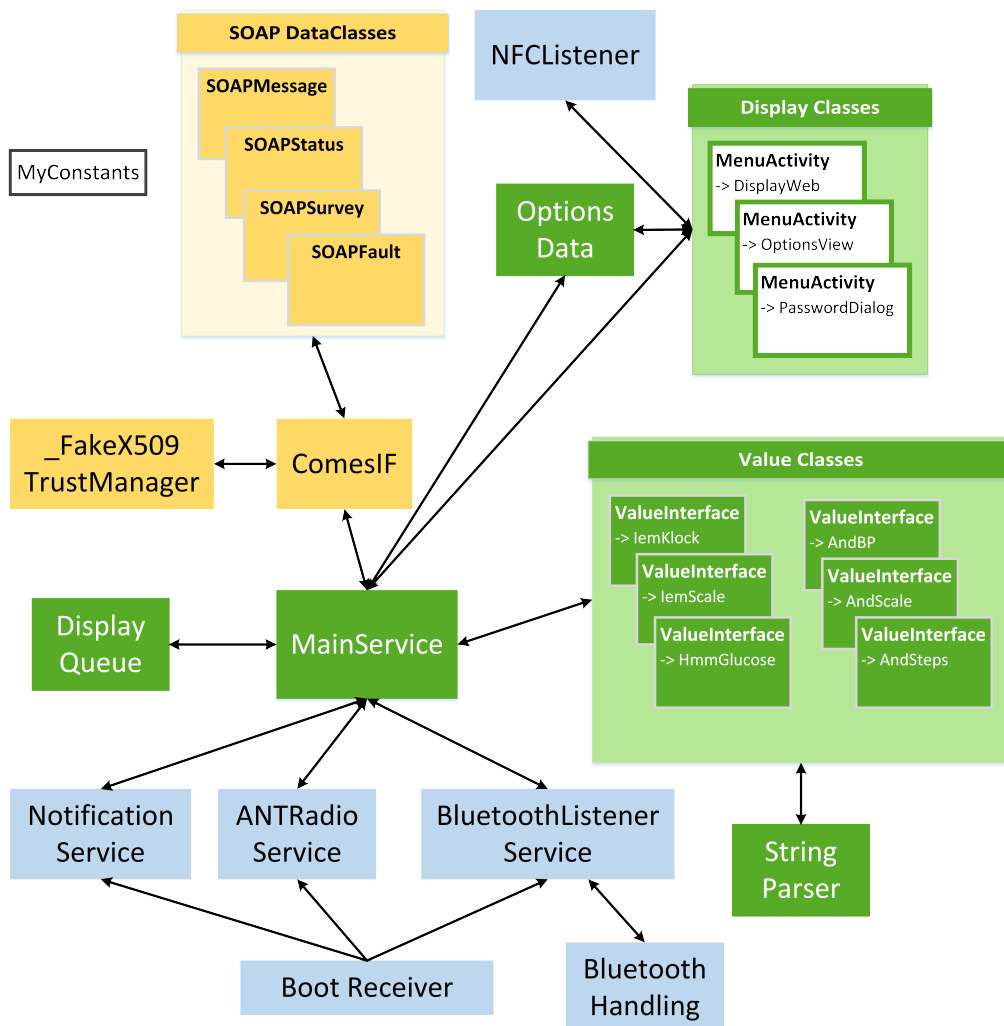 SOAP DataClasses
SOAPMessage
SOAPStatus
SOAPSurvey
SOAPFault
NFCListener
Display Classes
MenuActivity
-> DisplayWeb
MenuActivity
-> OptionsView
MenuActivity
-> PasswordDialog
MyConstants
Options
Data
_FakeX509
TrustManager
ComesIF
Value Classes
ValueInterface
-> IemKlock
ValueInterface
-> IemScale
ValueInterface
-> HmmGlucose
ValueInterface
-> AndBP
ValueInterface
-> AndScale
ValueInterface
-> AndSteps
Display
Queue
MainService
Notification
Service
ANTRadio
Service
BluetoothListener
Service
String
Parser
Boot Receiver
Bluetooth
Handling